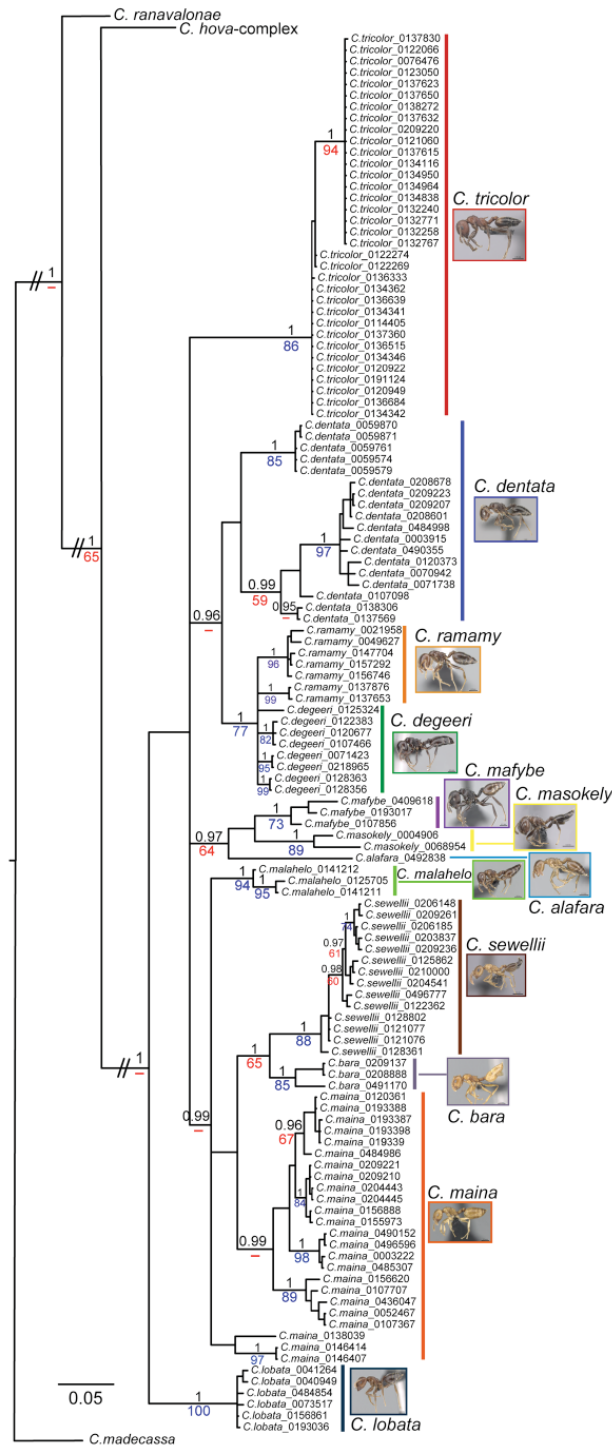 C. ranavalonae
C. hova-complex
C.tricolor_0137830
C.tricolor_0122066
C.tricolor_0076476
C.tricolor_0123050
C.tricolor_0137623
C.tricolor_0137650
C.tricolor_0138272
C.tricolor_0137632
C.tricolor_0209220
C.tricolor_0121060
1
94
C.tricolor_0137615
C.tricolor_0134116
C.tricolor_0134950
C.tricolor_0134964
C.tricolor_0134838
C. tricolor
C.tricolor_0132240
C.tricolor_0132771
C.tricolor_0132258
C.tricolor_0132767
C.tricolor_0122274
C.tricolor_0122269
1
–
C.tricolor_0136333
C.tricolor_0134362
C.tricolor_0136639
C.tricolor_0134341
C.tricolor_0114405
1
86
C.tricolor_0137360
C.tricolor_0136515
C.tricolor_0134346
C.tricolor_0120922
C.tricolor_0191124
C.tricolor_0120949
C.tricolor_0136684
C.tricolor_0134342
C.dentata_0059870
C.dentata_0059871
1
85
C.dentata_0059761
C.dentata_0059574
C.dentata_0059579
C. dentata
C.dentata_0208678
C.dentata_0209223
C.dentata_0209207
C.dentata_0208601
C.dentata_0484998
1
97
C.dentata_0003915
C.dentata_0490355
1
65
C.dentata_0120373
C.dentata_0070942
C.dentata_0071738
0.99
59
C.dentata_0107098
0.95
–
C.dentata_0138306
C.dentata_0137569
0.96
–
C.ramamy_0021958
C.ramamy_0049627
C. ramamy
1
96
C.ramamy_0147704
C.ramamy_0157292
C.ramamy_0156746
1
99
C.ramamy_0137876
C.ramamy_0137653
C.degeeri_0125324
1
77
C.degeeri_0122383
1
82
C.degeeri_0120677
C.degeeri_0107466
C. degeeri
1
95
C.degeeri_0071423
C.degeeri_0218965
1
99
C.degeeri_0128363
C.degeeri_0128356
C. mafybe
C.mafybe_0409618
C.mafybe_0193017
1
73
C.mafybe_0107856
C. masokely
C.masokely_0004906
1
89
C.masokely_0068954
0.97
64
C.alafara_0492838
C.malahelo_0141212
C. malahelo
1
94
1
95
C.malahelo_0125705
C.malahelo_0141211
C. alafara
C.sewellii_0206148
C.sewellii_0209261
1
74
C.sewellii_0206185
C.sewellii_0203837
C.sewellii_0209236
C. sewellii
0.97
61
C.sewellii_0125862
C.sewellii_0210000
0.98
60
C.sewellii_0204541
C.sewellii_0496777
C.sewellii_0122362
C.sewellii_0128802
1
88
C.sewellii_0121077
C.sewellii_0121076
C.sewellii_0128361
1
65
C.bara_0209137
1
85
C.bara_0208888
C.bara_0491170
C. bara
1
–
C.maina_0120361
C.maina_0193388
C.maina_0193387
0.96
67
C.maina_0193398
C.maina_019339
C.maina_0484986
0.99
–
C.maina_0209221
C.maina_0209210
1
84
C.maina_0204443
C.maina_0204445
C. maina
C.maina_0156888
C.maina_0155973
C.maina_0490152
1
98
C.maina_0496596
C.maina_0003222
C.maina_0485307
0.99
–
C.maina_0156620
1
89
C.maina_0107707
C.maina_0436047
C.maina_0052467
C.maina_0107367
C.maina_0138039
1
97
C.maina_0146414
C.maina_0146407
C.lobata_0041264
C.lobata_0040949
0.05
1
100
C.lobata_0484854
C.lobata_0073517
C.lobata_0156861
C.lobata_0193036
C. lobata
C.madecassa